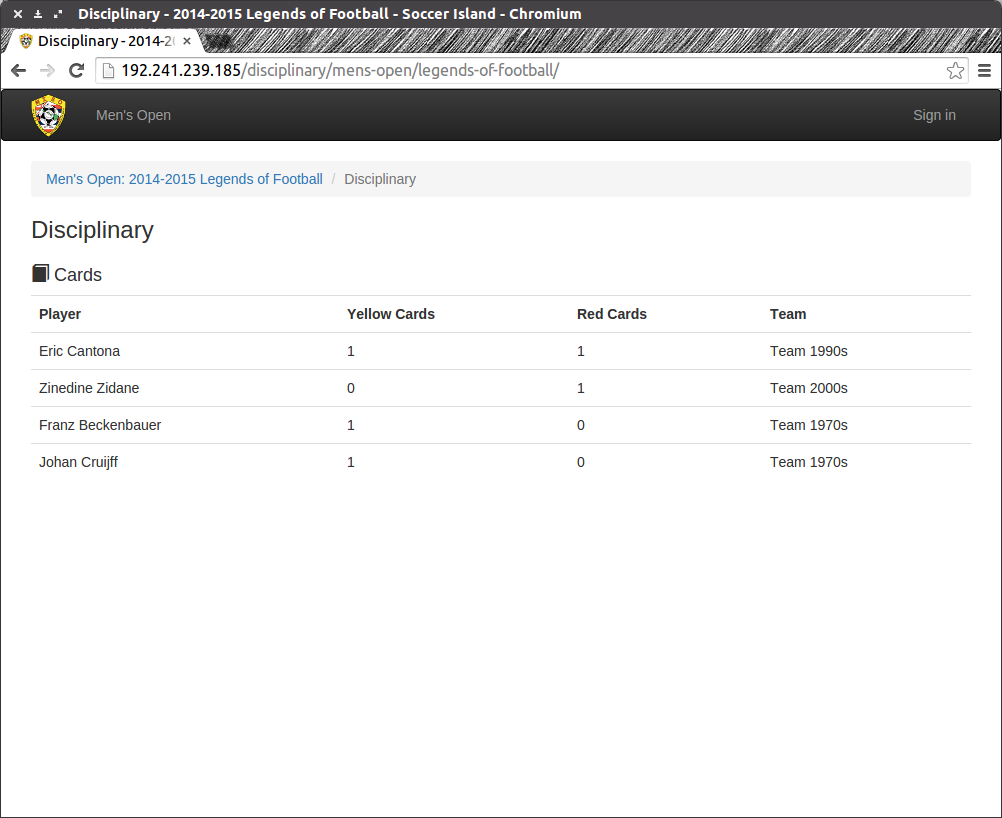 Disciplinary - 2014-2015 Legends of Football - Soccer Island - Chromium
Disciplinary - 2014-2
192.241.239.185/disciplinary/mens-open/legends-of-football/
Men's Open Sign in
Men's Open: 2014-2015 Legends of Football / Disciplinary
Disciplinary
Cards
Player Yellow Cards Red Cards Team
Eric Cantona 1 1 Team 1990s
Zinedine Zidane 0 1 Team 2000s
Franz Beckenbauer 1 0 Team 1970s
Johan Cruijff 1 0 Team 1970s